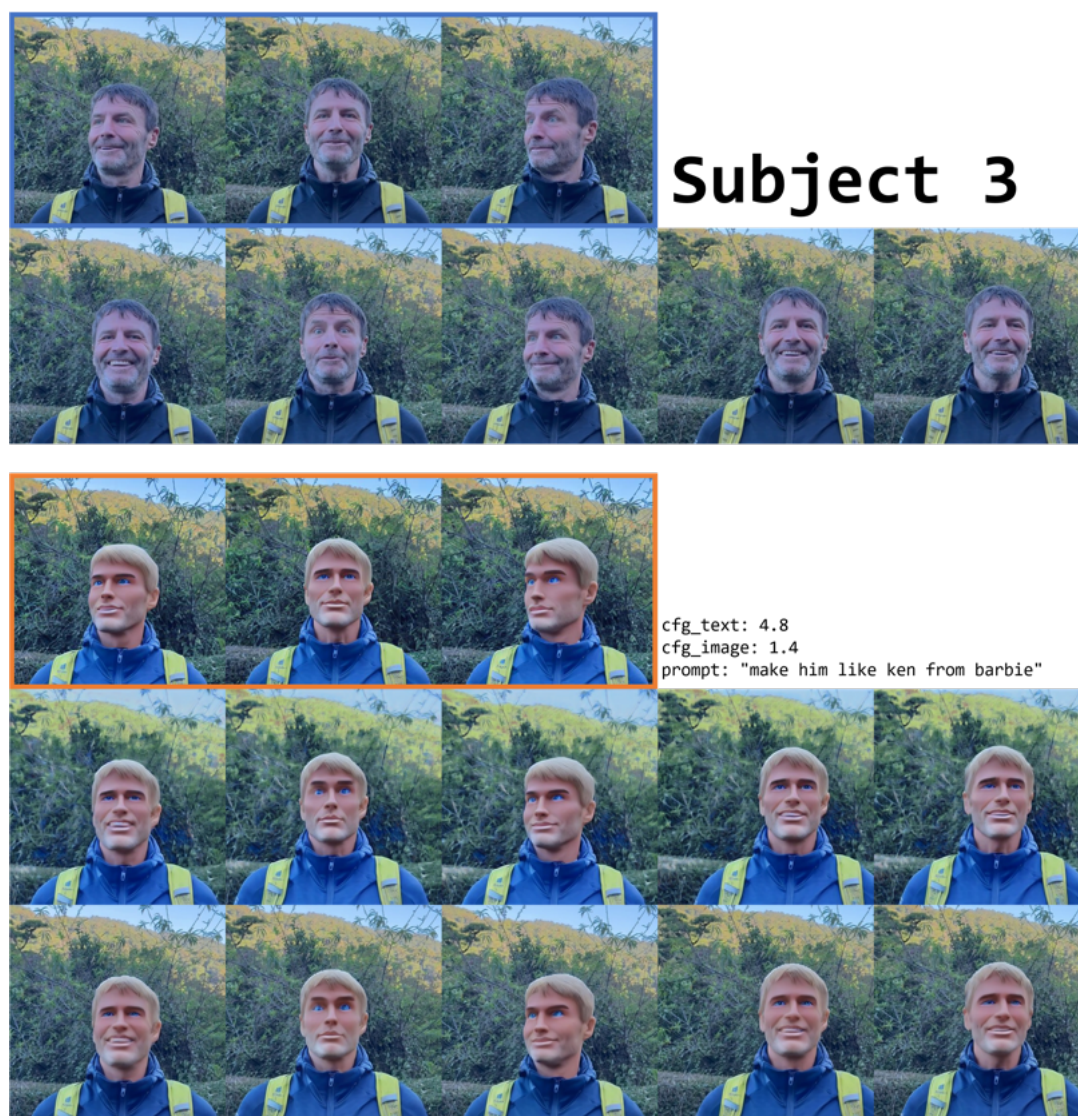 Subject 3
cfg_text: 4.8
cfg_image: 1.4
prompt: "make him like ken from barbie"